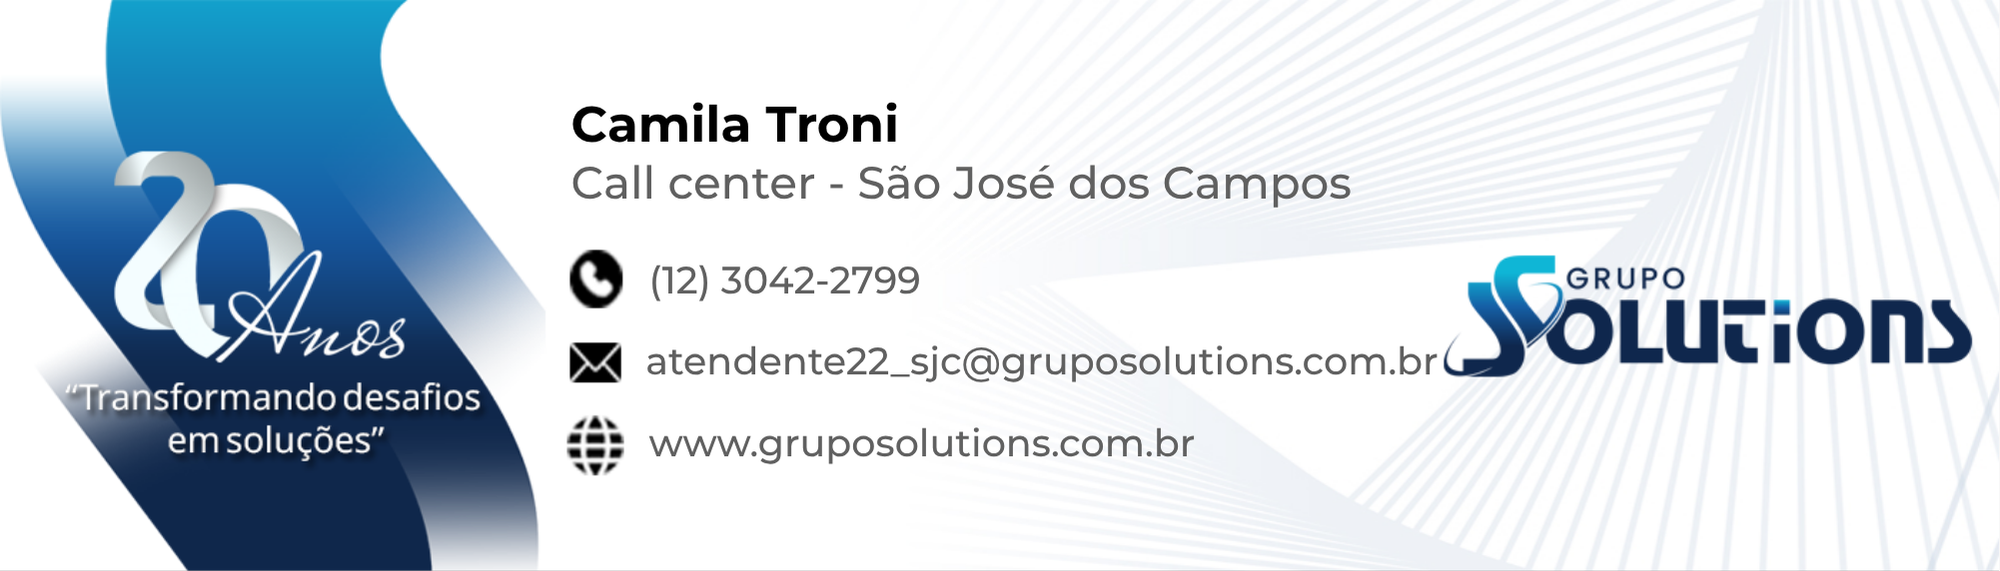 20
Anos
“Transformando desafios
em soluções”
Camila Troni
Call center - São José dos Campos
(12) 3042-2799
atendente22_sjc@gruposolutions.com.br
www.gruposolutions.com.br
GRUPO
SOLUTIONS